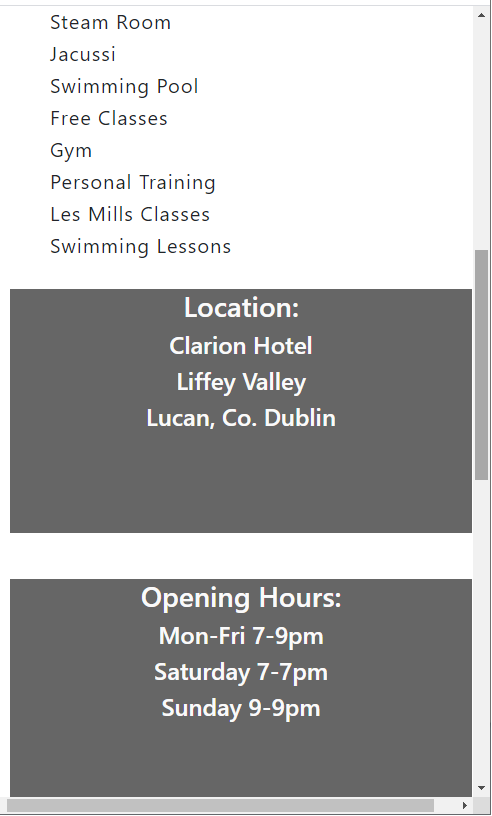 Steam Room
Jacussi
Swimming Pool
Free Classes
Gym
Personal Training
Les Mills Classes
Swimming Lessons
Location:
Clarion Hotel
Liffey Valley
Lucan, Co. Dublin
Opening Hours:
Mon-Fri 7-9pm
Saturday 7-7pm
Sunday 9-9pm